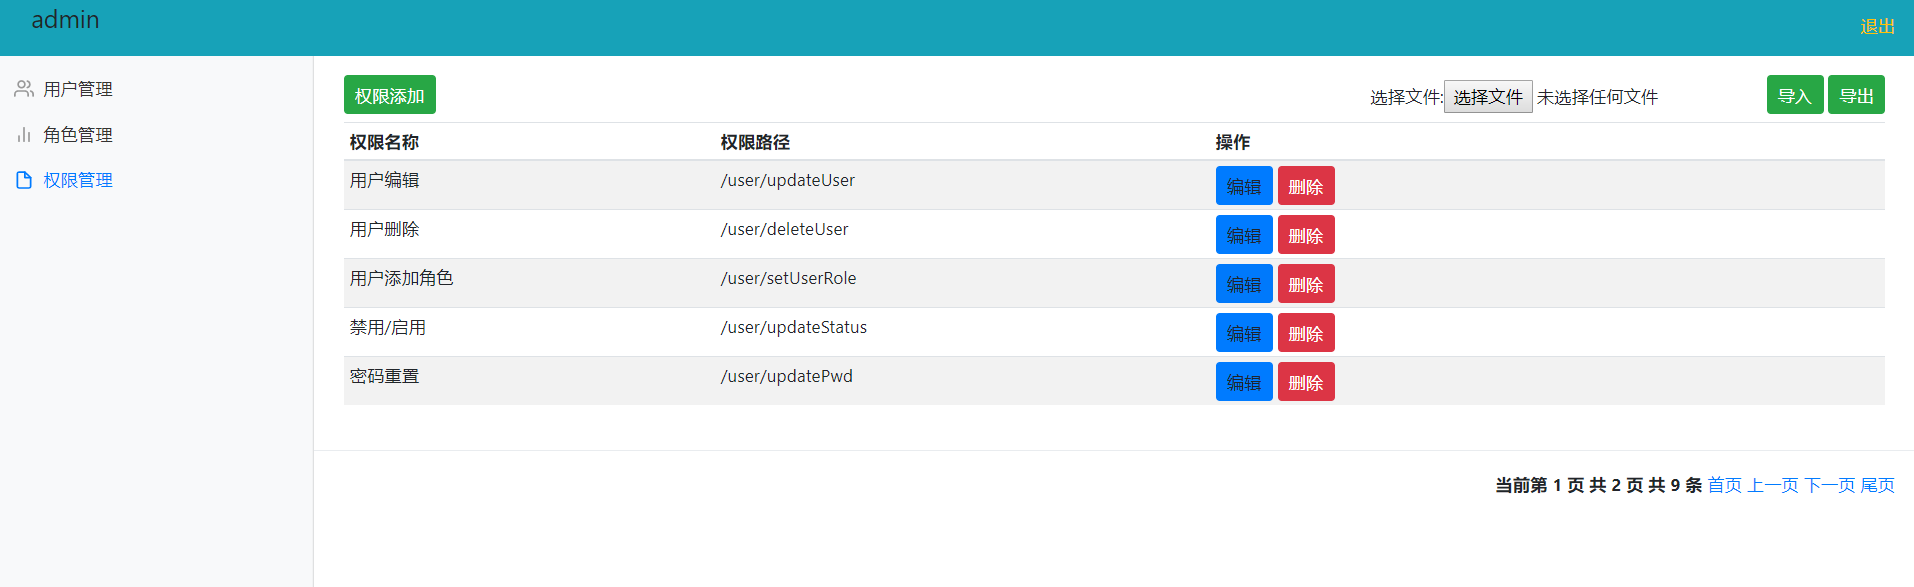 admin
退出
用户管理
角色管理
权限管理
权限添加
选择文件:选择文件 未选择任何文件
导入 导出
权限名称 权限路径 操作
用户编辑 /user/updateUser 编辑 删除
用户删除 /user/deleteUser 编辑 删除
用户添加角色 /user/setUserRole 编辑 删除
禁用/启用 /user/updateStatus 编辑 删除
密码重置 /user/updatePwd 编辑 删除
当前第 1 页 共 2 页 共 9 条 首页 上一页 下一页 尾页